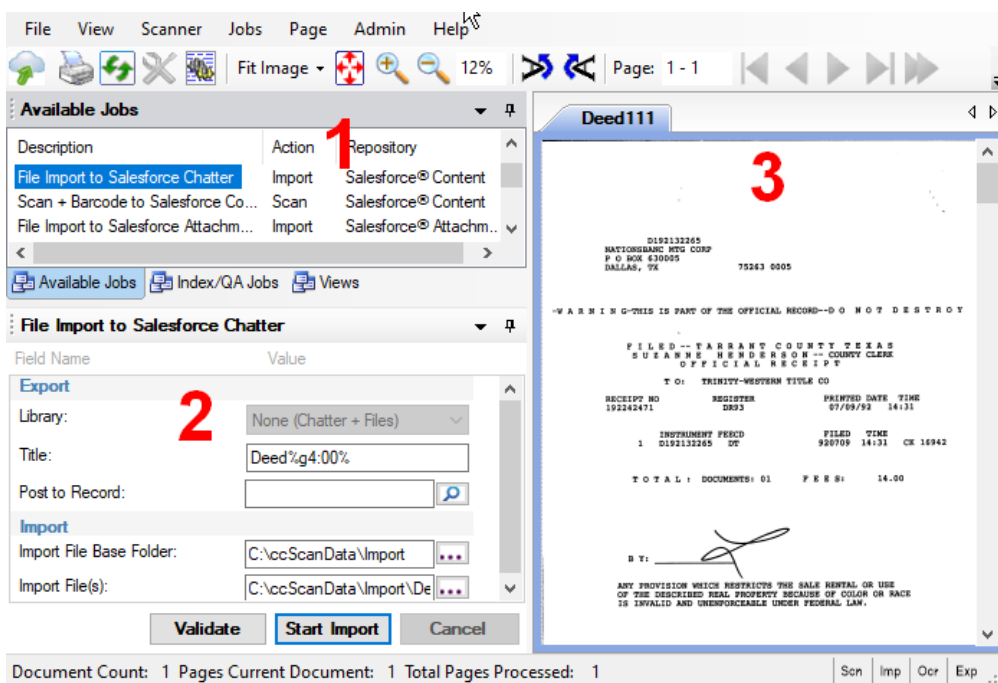 File View Scanner Jobs Page Admin Help
Fit Image 12% Page: 1 - 1
Available Jobs
1
Description Action Repository
File Import to Salesforce Chatter Import Salesforce® Content
Scan + Barcode to Salesforce Co... Scan Salesforce® Content
File Import to Salesforce Attachm... Import Salesforce® Attachm...
Available Jobs Index/QA Jobs Views
File Import to Salesforce Chatter
Field Name Value
Export
2
Library: None (Chatter + Files)
Title: Deed%g4:00%
Post to Record:
Import
Import File Base Folder: C:\ccScanData\Import ...
Import File(s): C:\ccScanData\Import\De ...
Validate Start Import Cancel
Deed111
3
D192132265
NATIONSBANC MTG CORP
P O BOX 630005
DALLAS, TX 75263 0005
-W A R N I N G-THIS IS PART OF THE OFFICIAL RECORD--D O N O T D E S T R O Y
F I L E D -- T A R R A N T C O U N T Y T E X A S
S U Z A N N E H E N D E R S O N -- COUNTY CLERK
O F F I C I A L R E C E I P T
T O: TRINITY-WESTERN TITLE CO
RECEIPT NO REGISTER PRINTED DATE TIME
192242471 DR93 07/09/92 14:31
INSTRUMENT FEECD FILED TIME
1 D192132265 DT 920709 14:31 CK 16942
T O T A L : DOCUMENTS: 01 F E E S: 14.00
B Y:
ANY PROVISION WHICH RESTRICTS THE SALE RENTAL OR USE
OF THE DESCRIBED REAL PROPERTY BECAUSE OF COLOR OR RACE
IS INVALID AND UNENFORCEABLE UNDER FEDERAL LAW.
Document Count: 1 Pages Current Document: 1 Total Pages Processed: 1
Scn Imp Ocr Exp